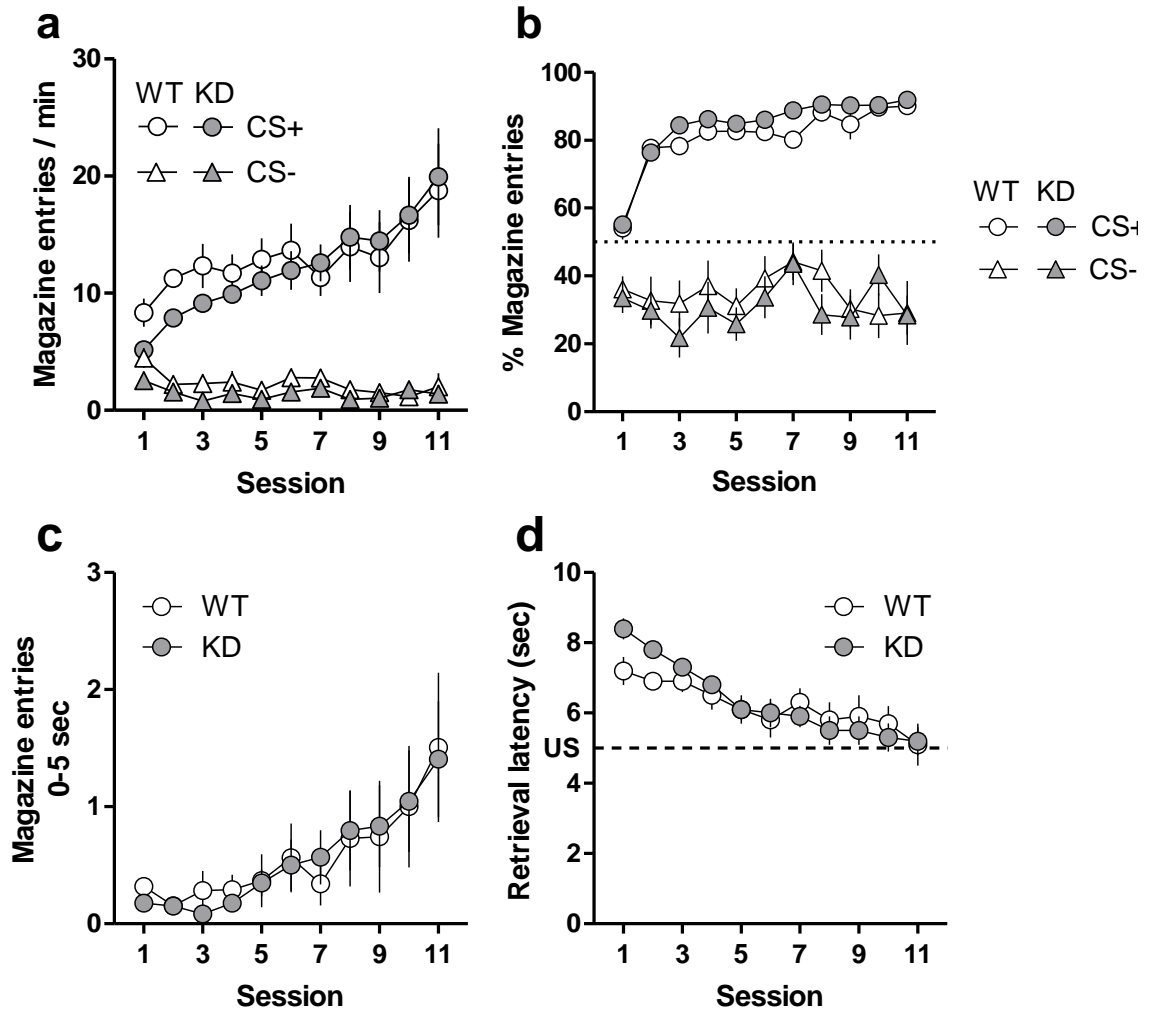 a
Magazine entries / min
30
20
10
0
WT KD
CS+
CS-
1 3 5 7 9 11
Session
b
% Magazine entries
100
80
60
40
20
0
1 3 5 7 9 11
Session
WT KD
CS+
CS-
c
Magazine entries
0-5 sec
3
2
1
0
WT
KD
1 3 5 7 9 11
Session
d
Retrieval latency (sec)
10
8
6
US
4
2
0
WT
KD
1 3 5 7 9 11
Session